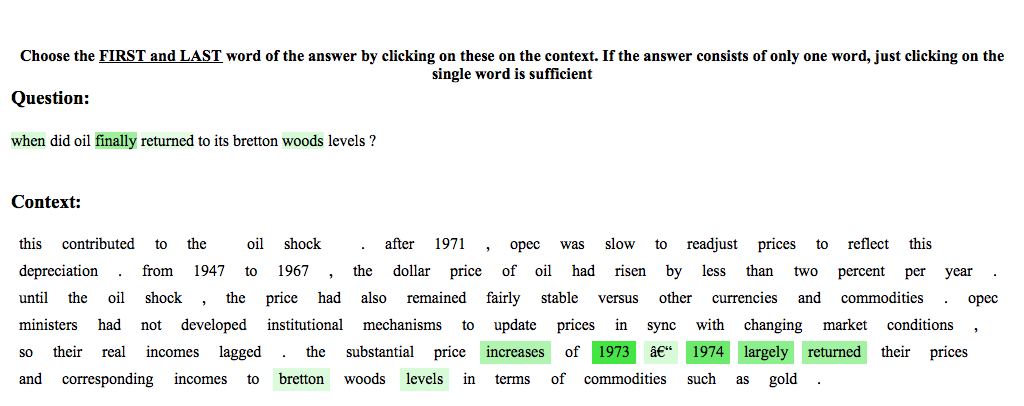 Choose the FIRST and LAST word of the answer by clicking on these on the context. If the answer consists of only one word, just clicking on the
single word is sufficient
Question:
when did oil finally returned to its bretton woods levels ?
Context:
this contributed to the oil shock . after 1971 , opec was slow to readjust prices to reflect this
depreciation . from 1947 to 1967 , the dollar price of oil had risen by less than two percent per year .
until the oil shock , the price had also remained fairly stable versus other currencies and commodities . opec
ministers had not developed institutional mechanisms to update prices in sync with changing market conditions ,
so their real incomes lagged . the substantial price increases of 1973 â€“ 1974 largely returned their prices
and corresponding incomes to bretton woods levels in terms of commodities such as gold .